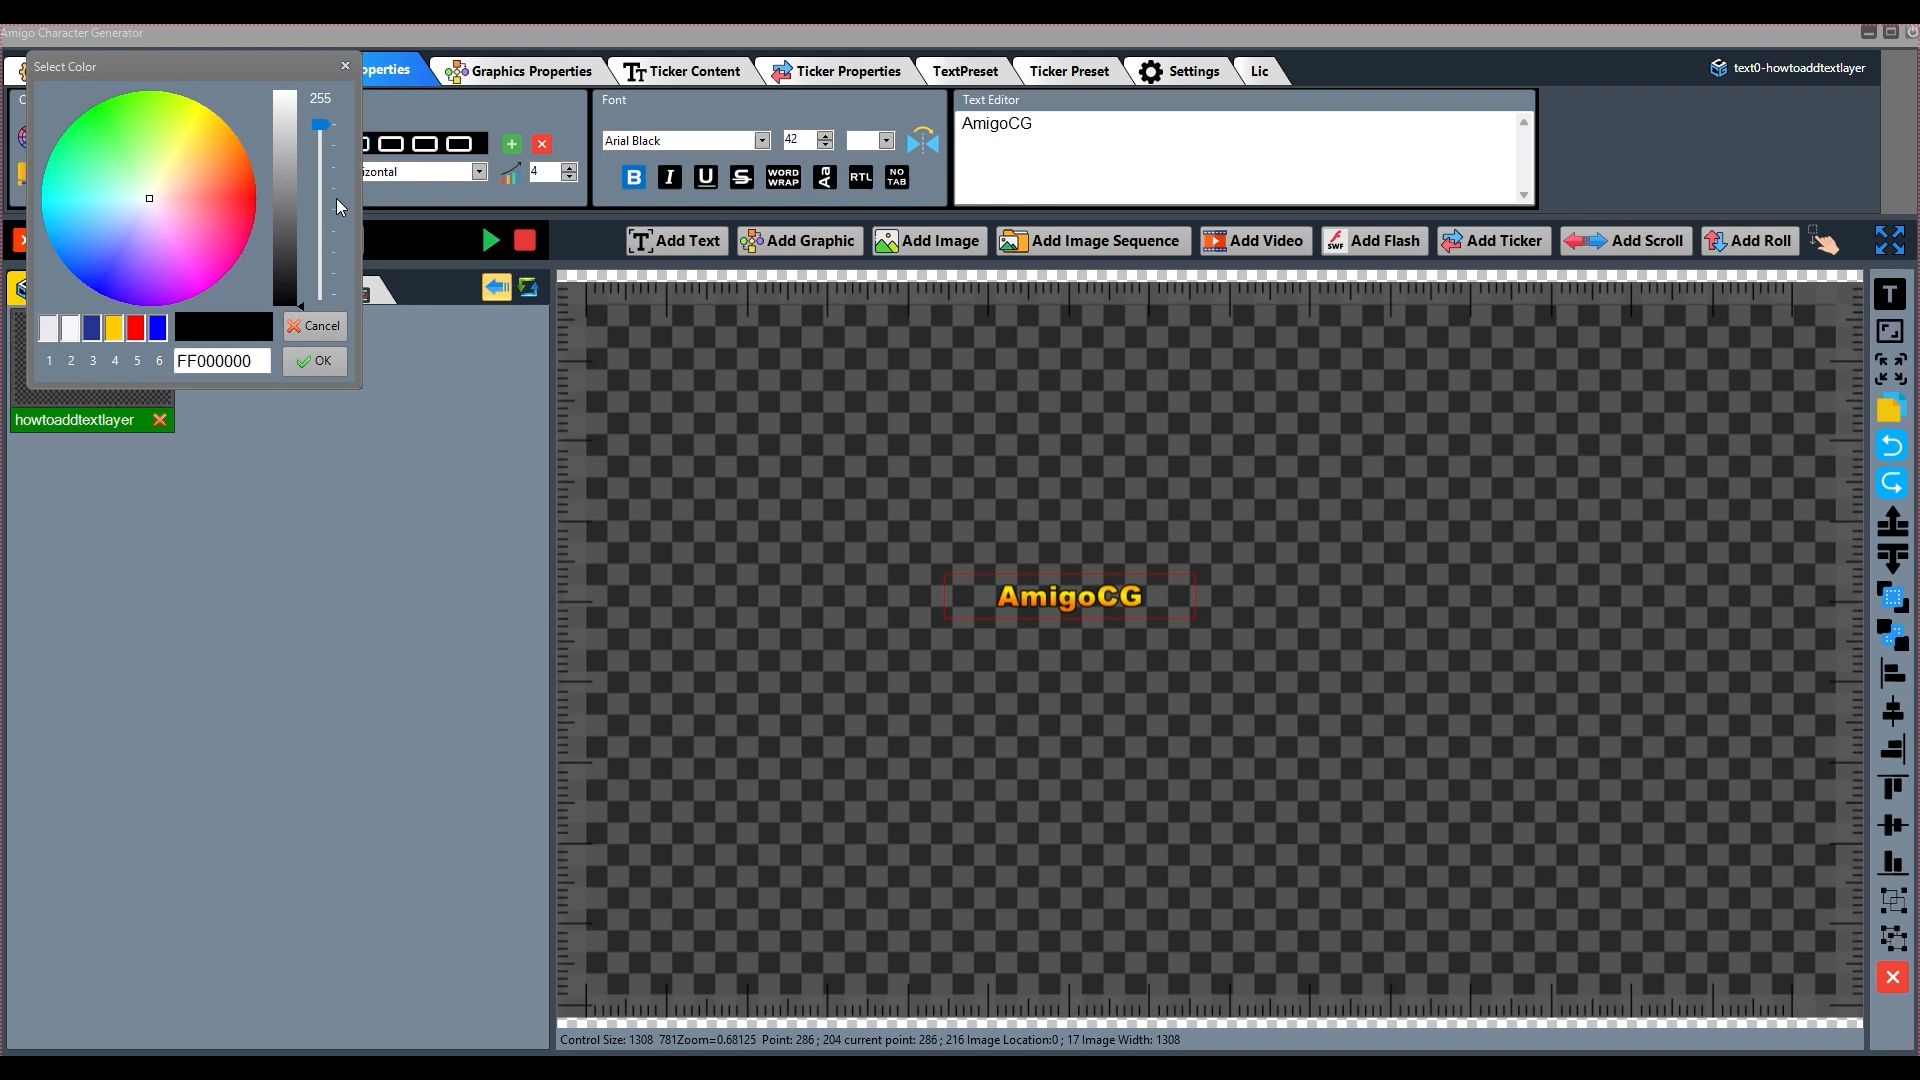 Amigo Character Generator
Select Color
operties
Graphics Properties
Ticker Content
Ticker Properties
TextPreset
Ticker Preset
Settings
Lic
text0-howtoaddtextlayer
255
Font
Text Editor
AmigoCG
Arial Black
42
izontal
4
B I U S WORD WRAP Aa RTL NO TAB
Add Text
Add Graphic
Add Image
Add Image Sequence
Add Video
SWF Add Flash
Add Ticker
Add Scroll
Add Roll
Cancel
1 2 3 4 5 6
FF000000
OK
howtoaddtextlayer
AmigoCG
T
Control Size: 1308 781Zoom=0.68125 Point: 286 ; 204 current point: 286 ; 216 Image Location:0 ; 17 Image Width: 1308